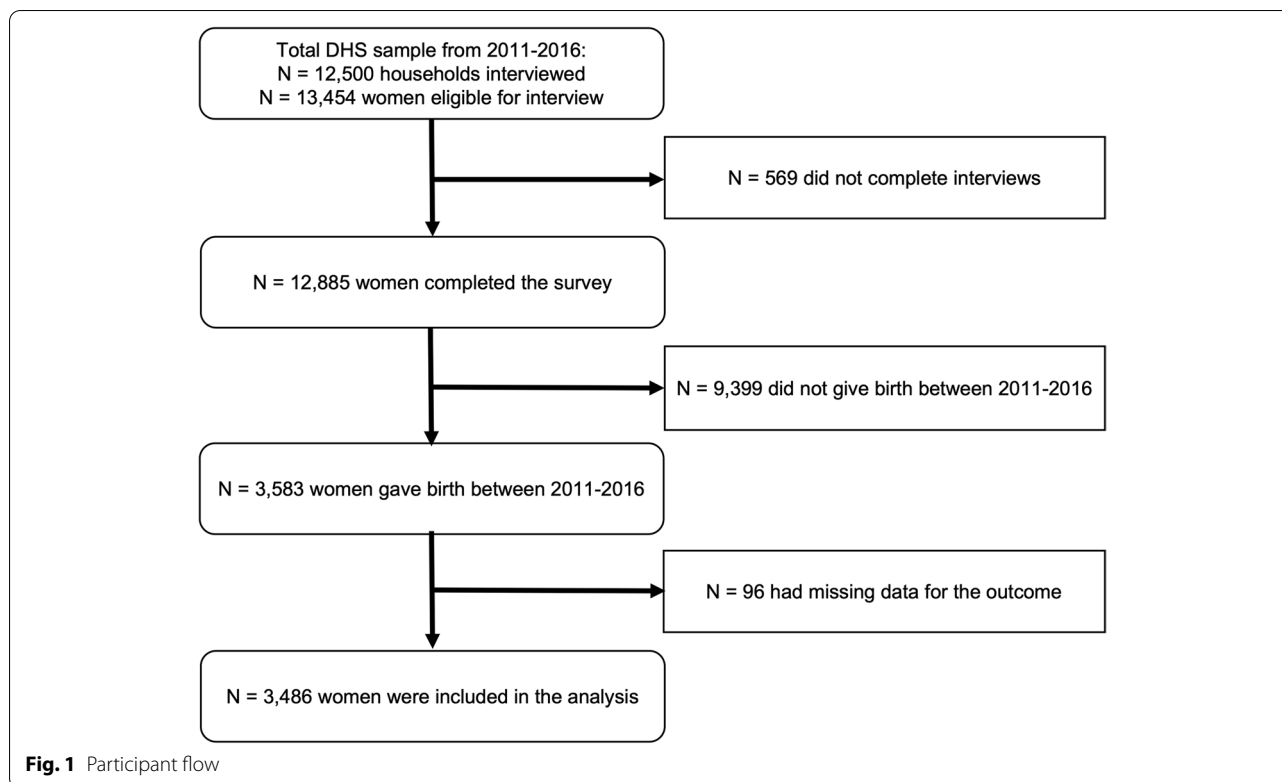 Total DHS sample from 2011-2016:
N = 12,500 households interviewed
N = 13,454 women eligible for interview
N = 569 did not complete interviews
N = 12,885 women completed the survey
N = 9,399 did not give birth between 2011-2016
N = 3,583 women gave birth between 2011-2016
N = 96 had missing data for the outcome
N = 3,486 women were included in the analysis
Fig. 1 Participant flow